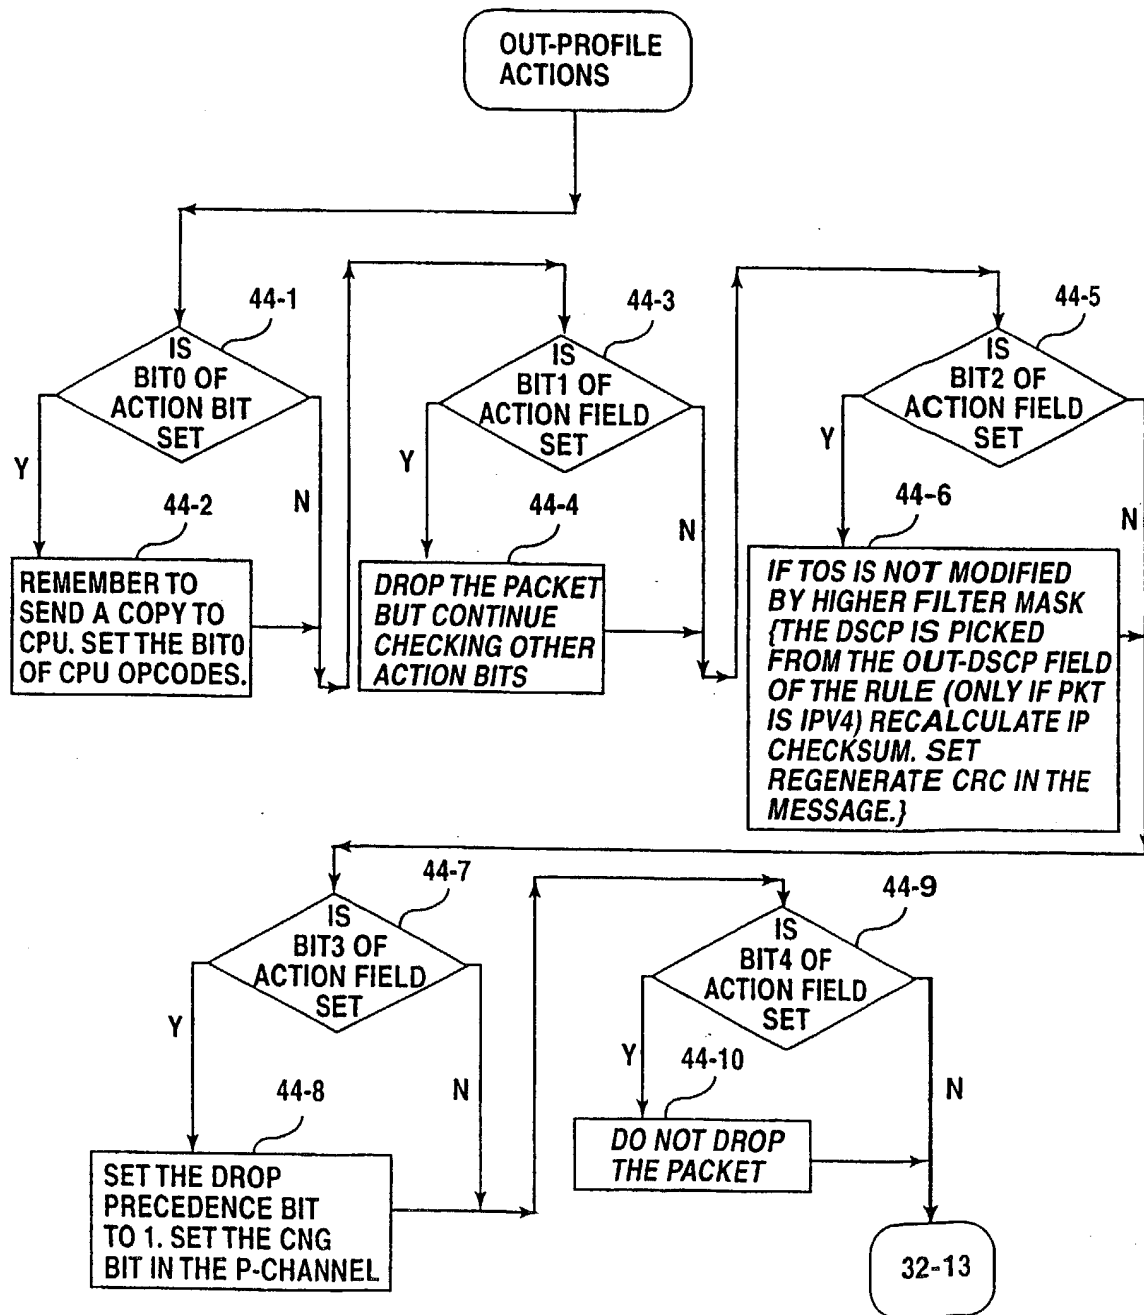 OUT-PROFILE
ACTIONS
44-1
IS
BIT0 OF
ACTION BIT
SET
Y
N
44-2
REMEMBER TO
SEND A COPY TO
CPU. SET THE BIT0
OF CPU OPCODES.
44-3
IS
BIT1 OF
ACTION FIELD
SET
Y
N
44-4
DROP THE PACKET
BUT CONTINUE
CHECKING OTHER
ACTION BITS
44-5
IS
BIT2 OF
ACTION FIELD
SET
Y
N
44-6
IF TOS IS NOT MODIFIED
BY HIGHER FILTER MASK
{THE DSCP IS PICKED
FROM THE OUT-DSCP FIELD
OF THE RULE (ONLY IF PKT
IS IPV4) RECALCULATE IP
CHECKSUM. SET
REGENERATE CRC IN THE
MESSAGE.}
44-7
IS
BIT3 OF
ACTION FIELD
SET
Y
N
44-8
SET THE DROP
PRECEDENCE BIT
TO 1. SET THE CNG
BIT IN THE P-CHANNEL
44-9
IS
BIT4 OF
ACTION FIELD
SET
Y
N
44-10
DO NOT DROP
THE PACKET
32-13